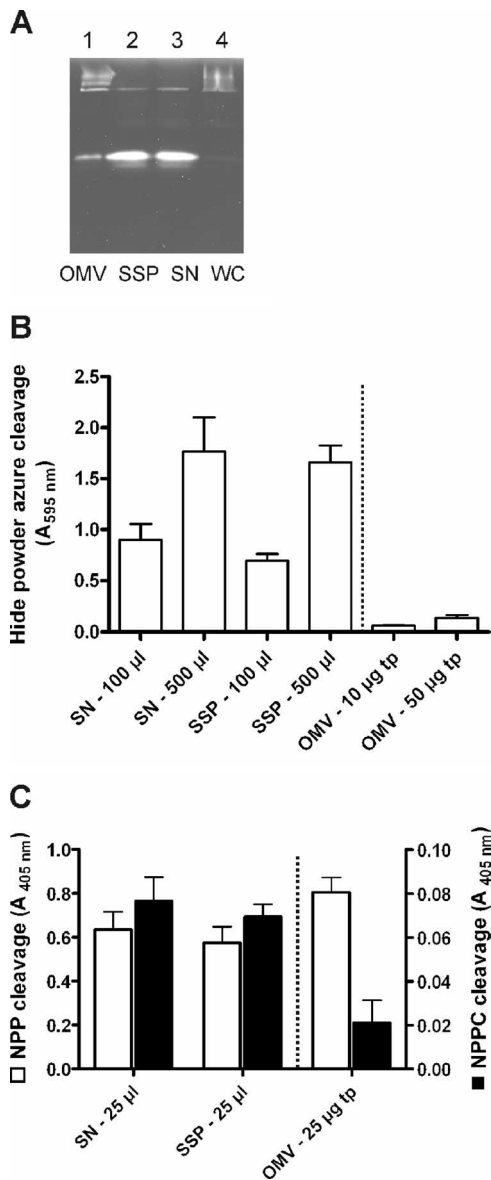 A
1 2 3 4
OMV SSP SN WC
B
Hide powder azure cleavage
(A595 nm)
2.5
2.0
1.5
1.0
0.5
0.0
SN - 100 µl
SN - 500 µl
SSP - 100 µl
SSP - 500 µl
OMV - 10 µg tp
OMV - 50 µg tp
C
□ NPP cleavage (A 405 nm)
1.0
0.8
0.6
0.4
0.2
0.0
0.10
0.08
0.06
0.04
0.02
0.00
■ NPPC cleavage (A 405 nm)
SN - 25 µl
SSP - 25 µl
OMV - 25 µg tp